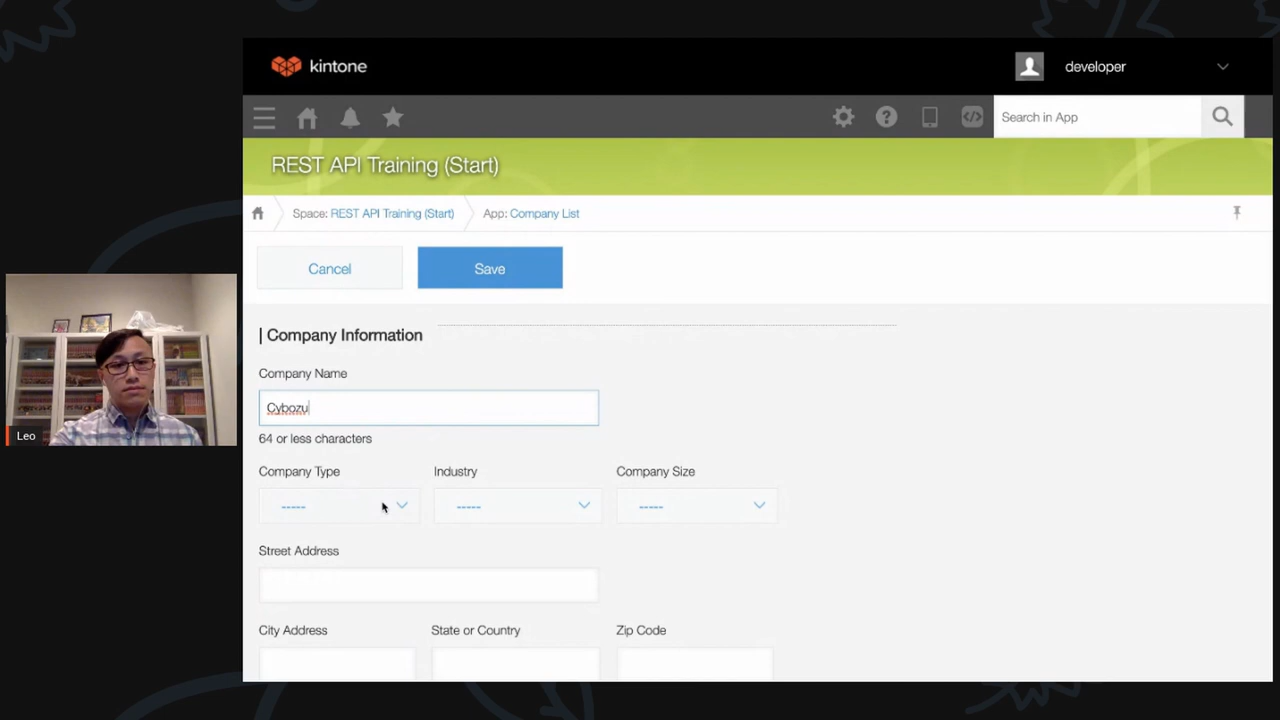 kintone
developer
Search in App
REST API Training (Start)
Space: REST API Training (Start)
App: Company List
Cancel
Save
| Company Information
Company Name
Cybozu
64 or less characters
Company Type
Industry
Company Size
-----
-----
-----
Street Address
City Address
State or Country
Zip Code
Leo